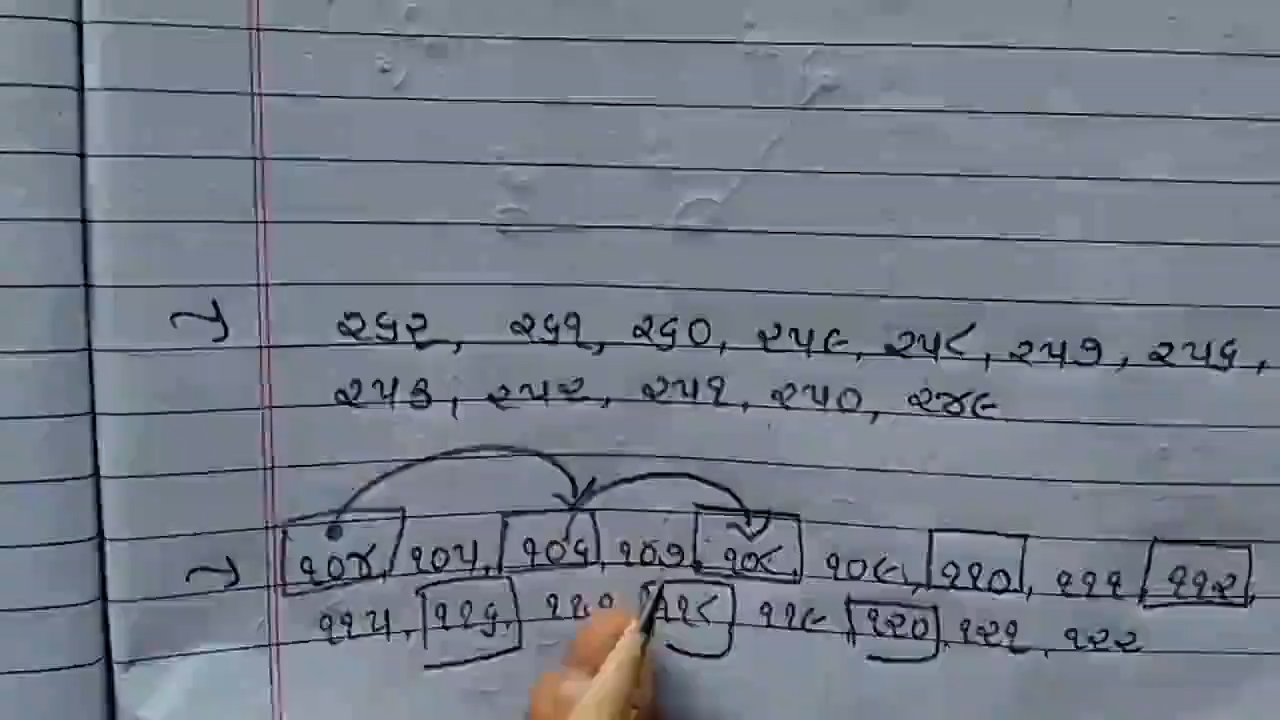 → ૨૬૨, ૨૬૧, ૨૬૦, ૨૫૯, ૨૫૮, ૨૫૭, ૨૫૬,
૨૫૩, ૨૫૨, ૨૫૧, ૨૫૦, ૨૪૯
→ ૧૦૪, ૧૦૫, ૧૦૬, ૧૦૭, ૧૦૮, ૧૦૯, ૧૧૦, ૧૧૧ ૧૧૨,
૧૧૫, ૧૧૬, ૧૧૮ ૧૧૯ ૧૨૦, ૧૨૧, ૧૨૨